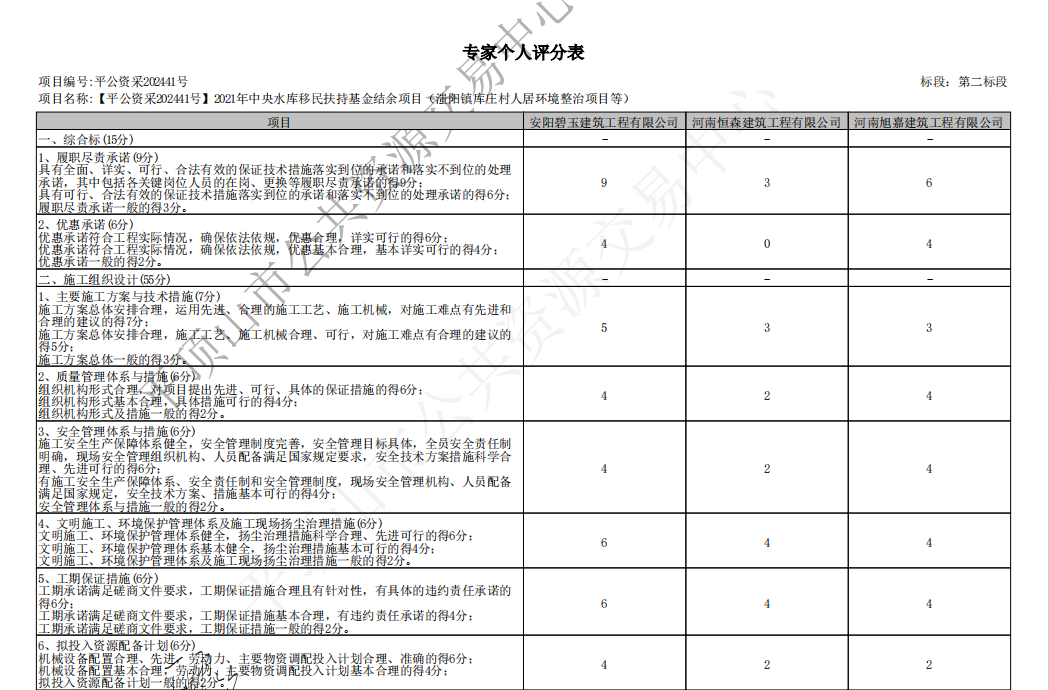 专家个人评分表
项目编号:平公资采202441号
标段: 第二标段
项目名称:【平公资采202441号】2021年中央水库移民扶持基金结余项目（滍阳镇库庄村人居环境整治项目等）
项目 安阳碧玉建筑工程有限公司 河南恒森建筑工程有限公司 河南旭嘉建筑工程有限公司
一、综合标(15分) - - -
1、履职尽责承诺(9分)
具有全面、详实、可行、合法有效的保证技术措施落实到位的承诺和落实不到位的处理
承诺，其中包括各关键岗位人员的在岗、更换等履职尽责承诺的得9分；
具有可行、合法有效的保证技术措施落实到位的承诺和落实不到位的处理承诺的得6分；
履职尽责承诺一般的得3分。
9 3 6
2、优惠承诺(6分)
优惠承诺符合工程实际情况，确保依法依规，优惠合理，详实可行的得6分；
优惠承诺符合工程实际情况，确保依法依规，优惠基本合理，基本详实可行的得4分；
优惠承诺一般的得2分。
4 0 4
二、施工组织设计(55分) - - -
1、主要施工方案与技术措施(7分)
施工方案总体安排合理，运用先进、合理的施工工艺、施工机械，对施工难点有先进和
合理的建议的得7分；
施工方案总体安排合理，施工工艺、施工机械合理、可行，对施工难点有合理的建议的
得5分；
施工方案总体一般的得3分。
5 3 3
2、质量管理体系与措施(6分)
组织机构形式合理，对项目提出先进、可行、具体的保证措施的得6分；
组织机构形式基本合理，具体措施可行的得4分；
组织机构形式及措施一般的得2分。
4 2 4
3、安全管理体系与措施(6分)
施工安全生产保障体系健全，安全管理制度完善，安全管理目标具体，全员安全责任制
明确，现场安全管理组织机构、人员配备满足国家规定要求，安全技术方案措施科学合
理、先进可行的得6分；
有施工安全生产保障体系、安全责任制和安全管理制度，现场安全管理机构、人员配备
满足国家规定，安全技术方案、措施基本可行的得4分；
安全管理体系与措施一般的得2分。
4 2 4
4、文明施工、环境保护管理体系及施工现场扬尘治理措施(6分)
文明施工、环境保护管理体系健全，扬尘治理措施科学合理、先进可行的得6分；
文明施工、环境保护管理体系基本健全，扬尘治理措施基本可行的得4分；
文明施工、环境保护管理体系及施工现场扬尘治理措施一般的得2分。
6 4 4
5、工期保证措施(6分)
工期承诺满足磋商文件要求，工期保证措施合理且有针对性，有具体的违约责任承诺的
得6分；
工期承诺满足磋商文件要求，工期保证措施基本合理，有违约责任承诺的得4分；
工期承诺满足磋商文件要求，工期保证措施一般的得2分。
6 4 4
6、拟投入资源配备计划(6分)
机械设备配置合理、先进，劳动力、主要物资调配投入计划合理、准确的得6分；
机械设备配置基本合理，劳动力、主要物资调配投入计划基本合理的得4分；
拟投入资源配备计划一般的得2分。
4 2 2
平顶山市公共资源交易中心
平顶山市公共资源交易中心